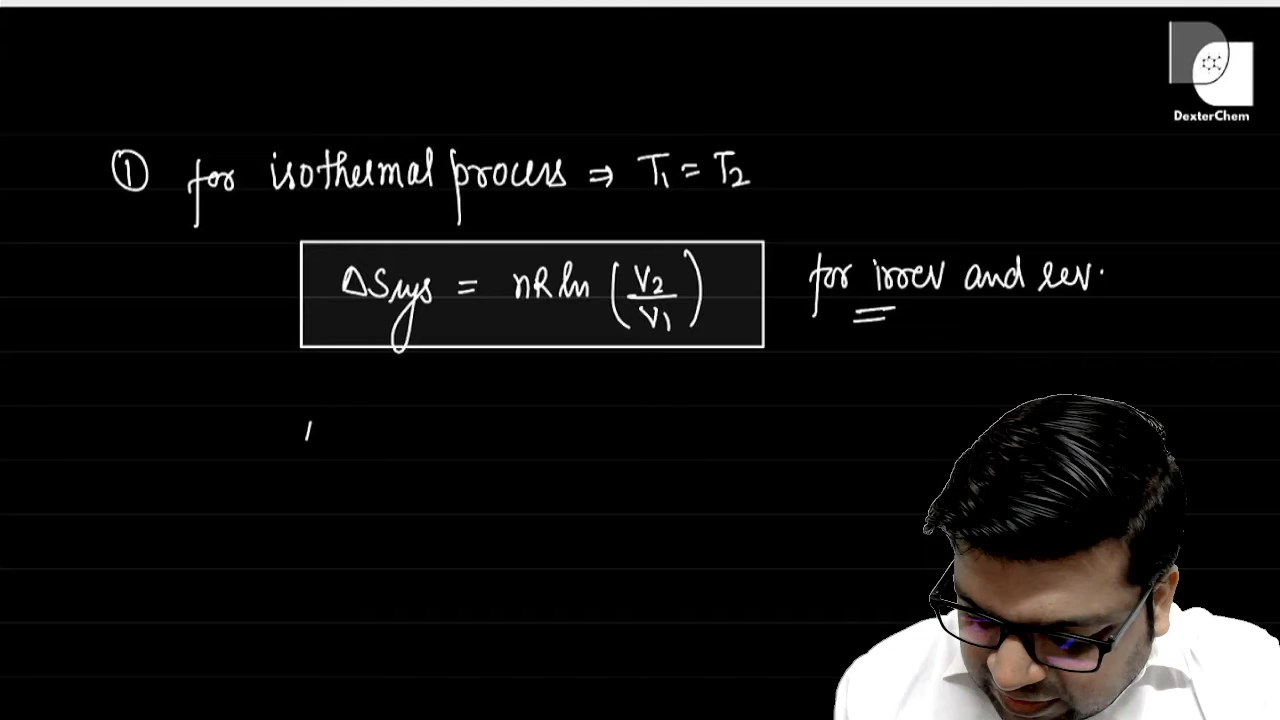 DexterChem
① for isothermal process ⇒ T₁ = T₂
ΔSsys = nR ln (V₂/V₁) for irrev and rev.